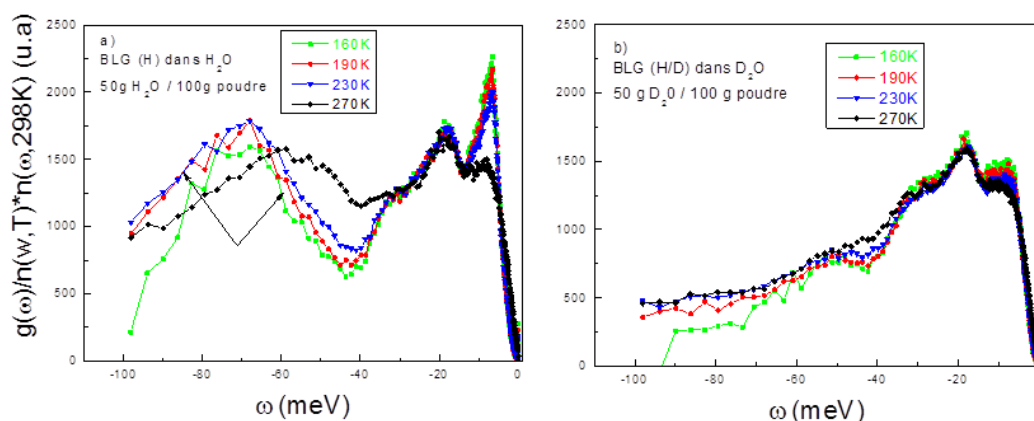 g(ω)/n(w,T)*n(ω,298K) (u.a)
2500
2000
1500
1000
500
0
a)
BLG (H) dans H2O
50g H2O / 100g poudre
160K
190K
230K
270K
-100
-80
-60
-40
-20
0
ω (meV)
2500
2000
1500
1000
500
0
b)
BLG (H/D) dans D2O
50 g D20 / 100 g poudre
160K
190K
230K
270K
-100
-80
-60
-40
-20
ω (meV)